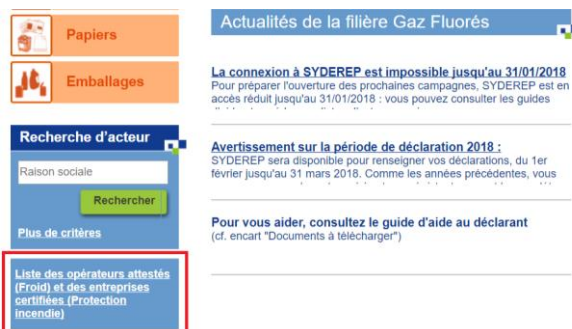 Papiers
Emballages
Recherche d'acteur
Raison sociale
Rechercher
Plus de critères
Liste des opérateurs attestés
(Froid) et des entreprises
certifiées (Protection
incendie)
Actualités de la filière Gaz Fluorés
La connexion à SYDEREP est impossible jusqu'au 31/01/2018
Pour préparer l'ouverture des prochaines campagnes, SYDEREP est en
accès réduit jusqu'au 31/01/2018 : vous pouvez consulter les guides
Avertissement sur la période de déclaration 2018 :
SYDEREP sera disponible pour renseigner vos déclarations, du 1er
février jusqu'au 31 mars 2018. Comme les années précédentes, vous
Pour vous aider, consultez le guide d'aide au déclarant
(cf. encart "Documents à télécharger")